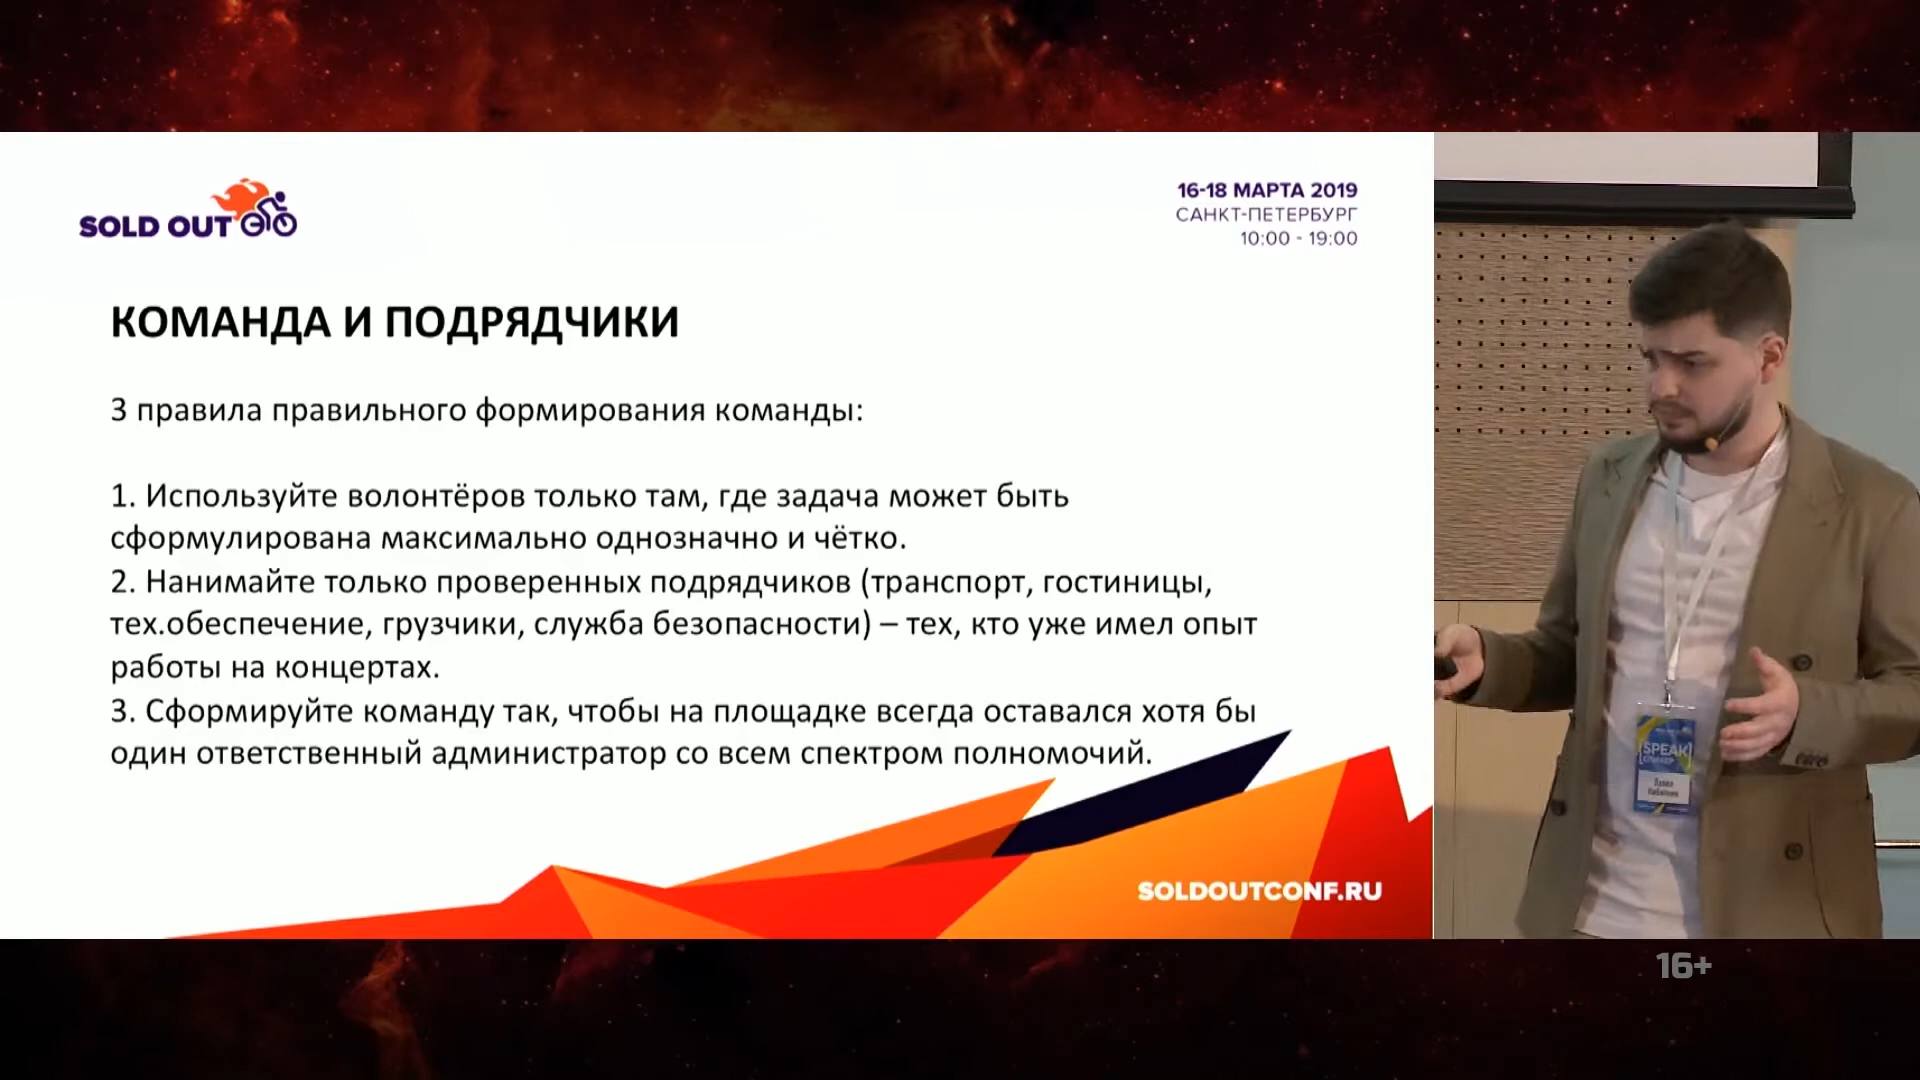 SOLD OUT
16-18 МАРТА 2019
САНКТ-ПЕТЕРБУРГ
10:00 - 19:00
КОМАНДА И ПОДРЯДЧИКИ
3 правила правильного формирования команды:
1. Используйте волонтёров только там, где задача может быть
сформулирована максимально однозначно и чётко.
2. Нанимайте только проверенных подрядчиков (транспорт, гостиницы,
тех.обеспечение, грузчики, служба безопасности) – тех, кто уже имел опыт
работы на концертах.
3. Сформируйте команду так, чтобы на площадке всегда оставался хотя бы
один ответственный администратор со всем спектром полномочий.
SOLDOUTCONF.RU
[SPEAK]
16+